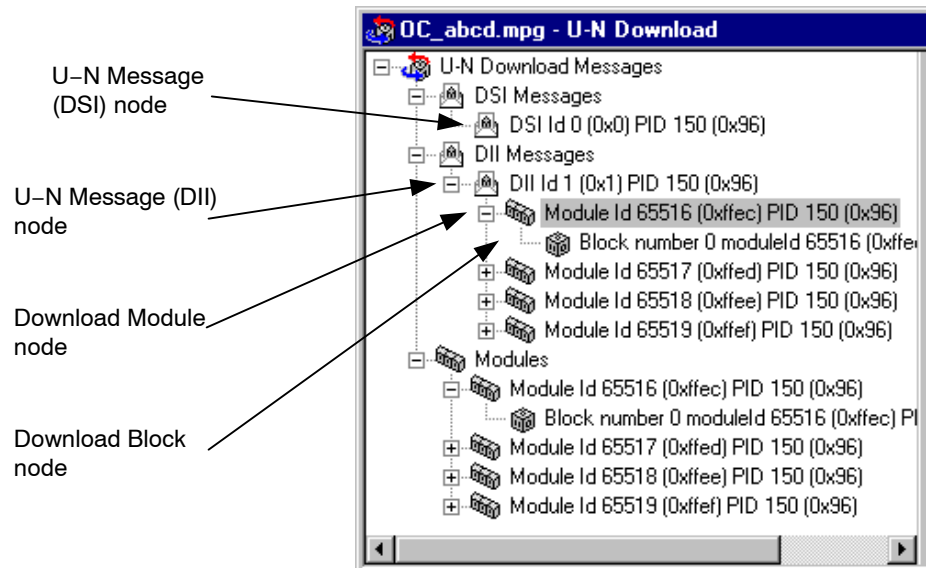 OC_abcd.mpg - U-N Download
U-N Download Messages
U–N Message
(DSI) node
DSI Messages
DSI Id 0 (0x0) PID 150 (0x96)
DII Messages
U–N Message (DII)
node
DII Id 1 (0x1) PID 150 (0x96)
Module Id 65516 (0xffec) PID 150 (0x96)
Block number 0 moduleId 65516 (0xffec
Module Id 65517 (0xffed) PID 150 (0x96)
Module Id 65518 (0xffee) PID 150 (0x96)
Download Module
node
Module Id 65519 (0xffef) PID 150 (0x96)
Modules
Module Id 65516 (0xffec) PID 150 (0x96)
Block number 0 moduleId 65516 (0xffec) PI
Download Block
node
Module Id 65517 (0xffed) PID 150 (0x96)
Module Id 65518 (0xffee) PID 150 (0x96)
Module Id 65519 (0xffef) PID 150 (0x96)